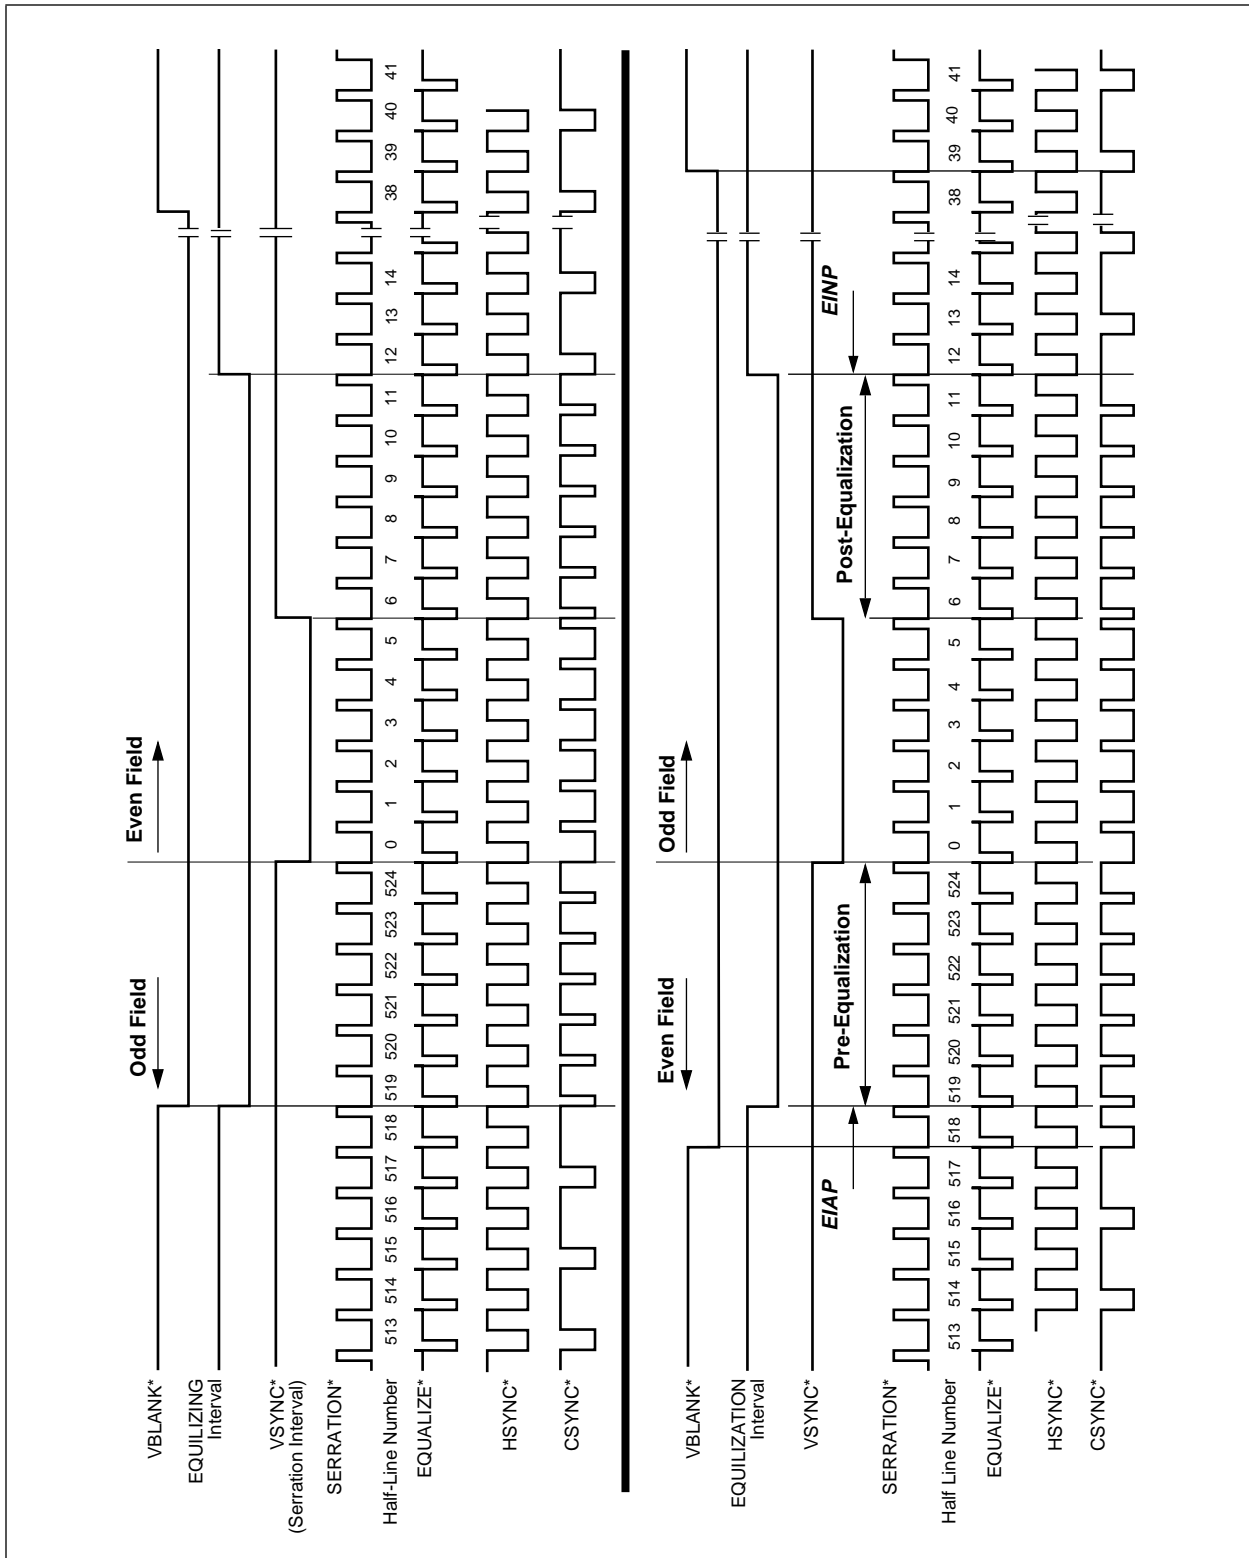 Odd Field
Even Field
VBLANK*
EQUILIZING
Interval
VSYNC*
(Serration Interval)
SERRATION*
Half-Line Number
513 514 515 516 517 518 519 520 521 522 523 524 0 1 2 3 4 5 6 7 8 9 10 11 12 13 14 38 39 40 41
EQUALIZE*
HSYNC*
CSYNC*
Even Field
Odd Field
VBLANK*
EQUILIZATION
Interval
VSYNC*
EIAP
Pre-Equalization
Post-Equalization
EINP
SERRATION*
Half Line Number
513 514 515 516 517 518 519 520 521 522 523 524 0 1 2 3 4 5 6 7 8 9 10 11 12 13 14 38 39 40 41
EQUALIZE*
HSYNC*
CSYNC*